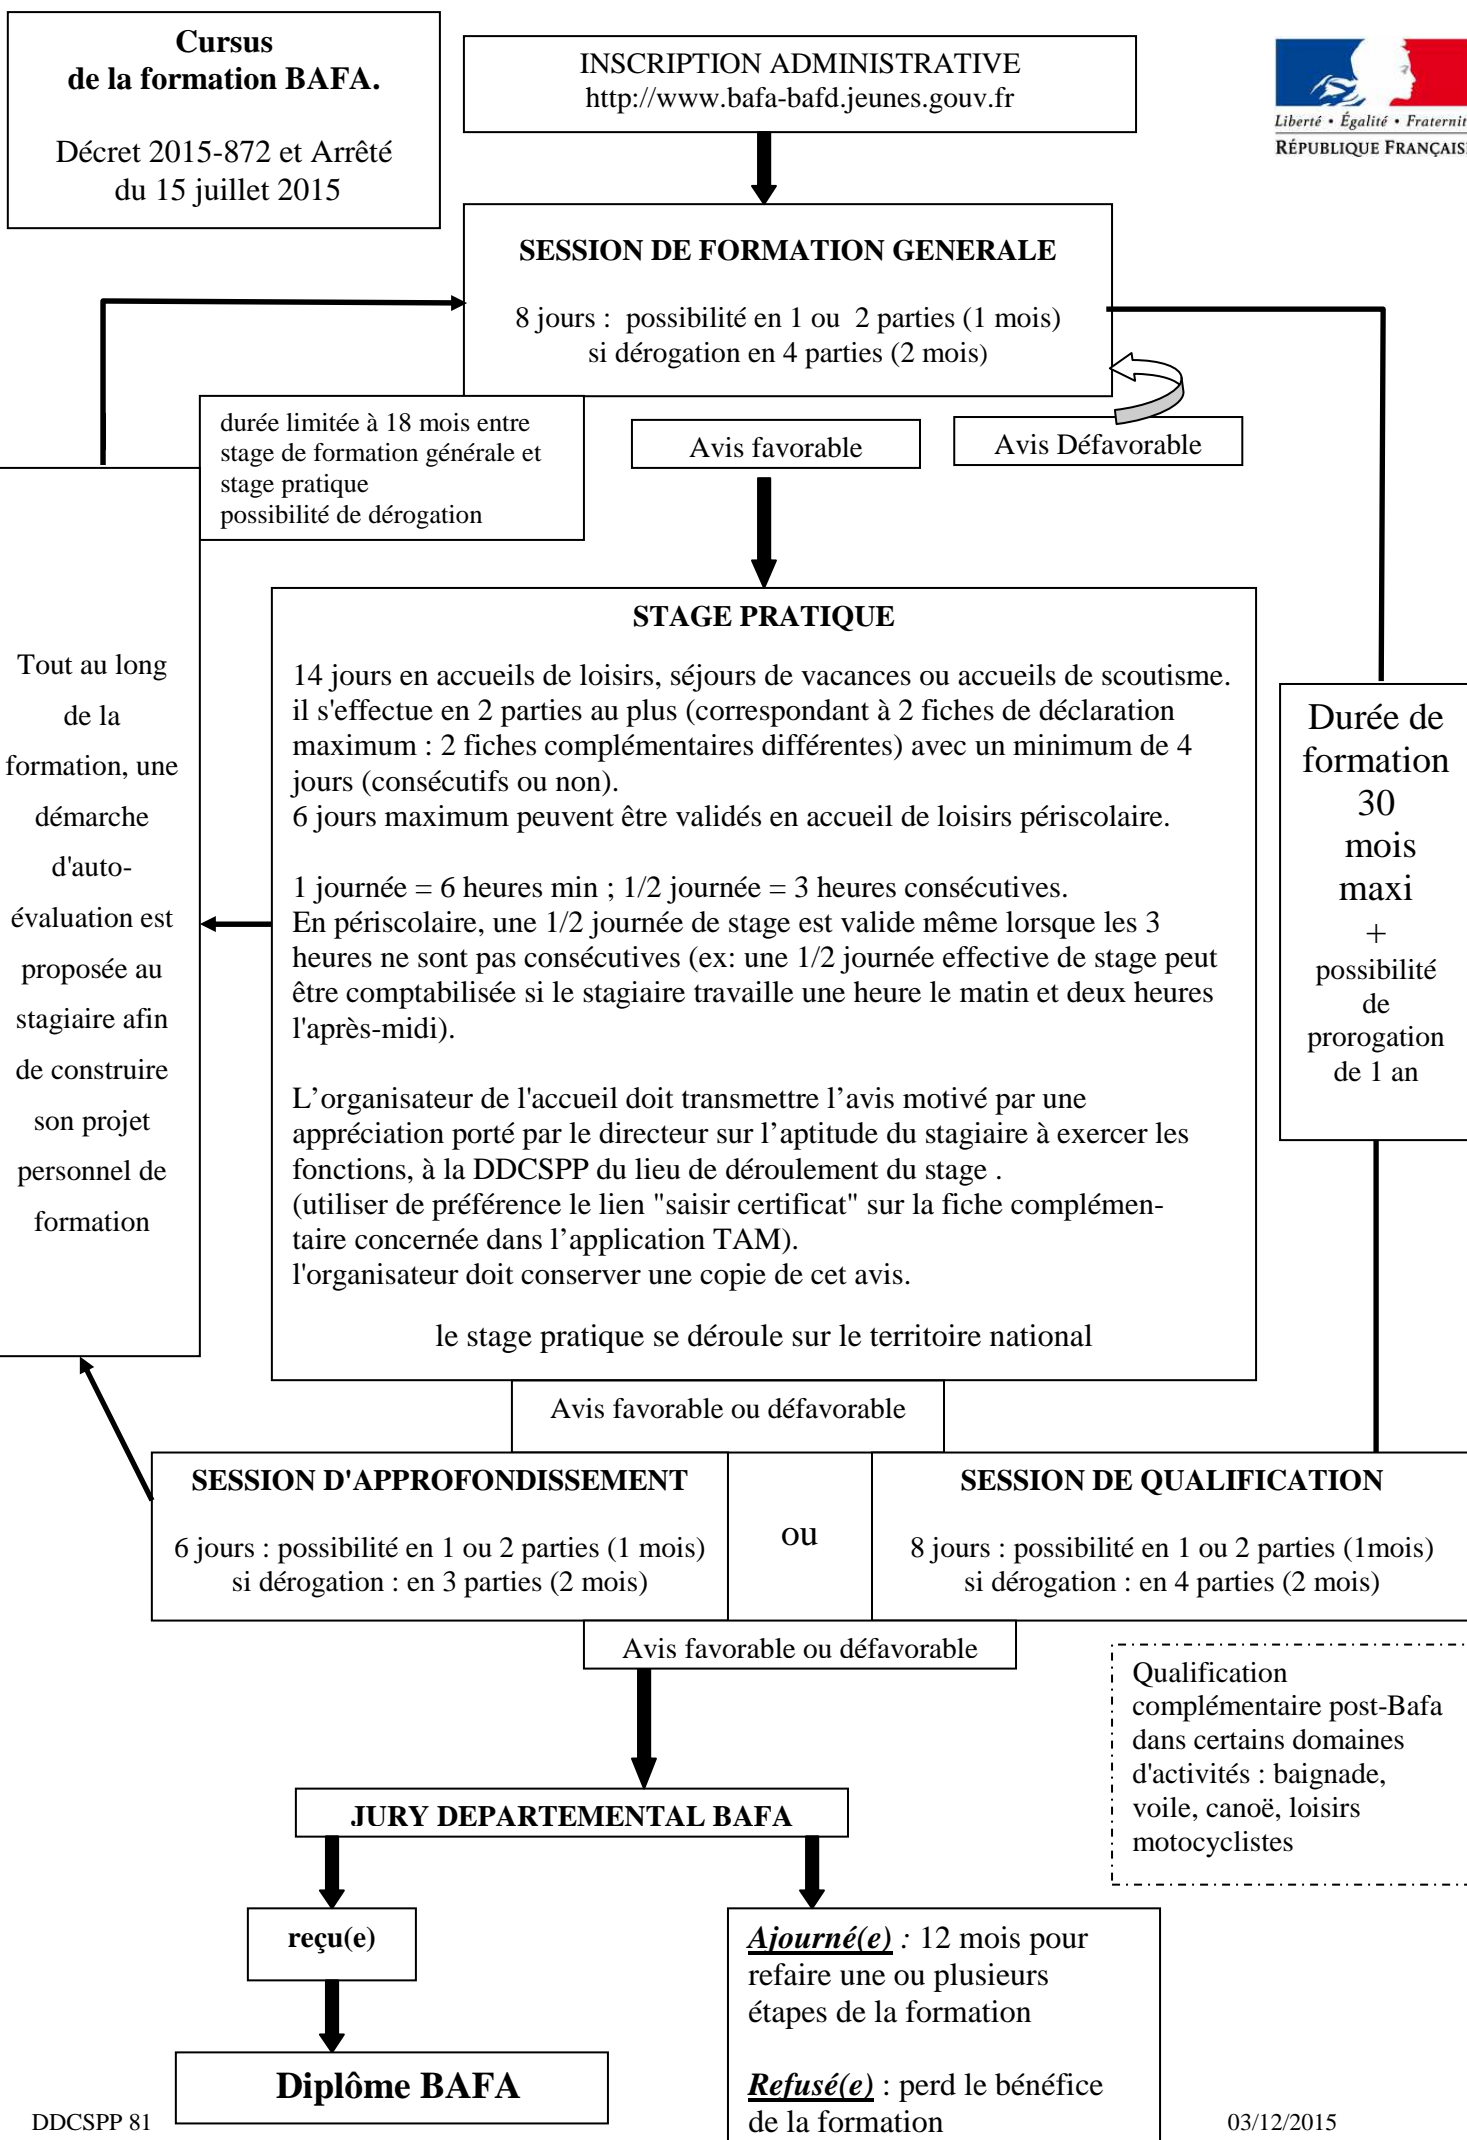 Cursus
de la formation BAFA.
Décret 2015-872 et Arrêté
du 15 juillet 2015
INSCRIPTION ADMINISTRATIVE
http://www.bafa-bafd.jeunes.gouv.fr
Liberté • Égalité • Fraternit
RÉPUBLIQUE FRANÇAIS
SESSION DE FORMATION GENERALE
8 jours : possibilité en 1 ou 2 parties (1 mois)
si dérogation en 4 parties (2 mois)
durée limitée à 18 mois entre
stage de formation générale et
stage pratique
possibilité de dérogation
Avis favorable
Avis Défavorable
Tout au long
de la
formation, une
démarche
d'auto-
évaluation est
proposée au
stagiaire afin
de construire
son projet
personnel de
formation
STAGE PRATIQUE
14 jours en accueils de loisirs, séjours de vacances ou accueils de scoutisme.
il s'effectue en 2 parties au plus (correspondant à 2 fiches de déclaration
maximum : 2 fiches complémentaires différentes) avec un minimum de 4
jours (consécutifs ou non).
6 jours maximum peuvent être validés en accueil de loisirs périscolaire.
1 journée = 6 heures min ; 1/2 journée = 3 heures consécutives.
En périscolaire, une 1/2 journée de stage est valide même lorsque les 3
heures ne sont pas consécutives (ex: une 1/2 journée effective de stage peut
être comptabilisée si le stagiaire travaille une heure le matin et deux heures
l'après-midi).
L’organisateur de l'accueil doit transmettre l’avis motivé par une
appréciation porté par le directeur sur l’aptitude du stagiaire à exercer les
fonctions, à la DDCSPP du lieu de déroulement du stage .
(utiliser de préférence le lien "saisir certificat" sur la fiche complémen-
taire concernée dans l’application TAM).
l'organisateur doit conserver une copie de cet avis.
le stage pratique se déroule sur le territoire national
Durée de
formation
30
mois
maxi
+
possibilité
de
prorogation
de 1 an
Avis favorable ou défavorable
SESSION D'APPROFONDISSEMENT
6 jours : possibilité en 1 ou 2 parties (1 mois)
si dérogation : en 3 parties (2 mois)
ou
SESSION DE QUALIFICATION
8 jours : possibilité en 1 ou 2 parties (1mois)
si dérogation : en 4 parties (2 mois)
Avis favorable ou défavorable
Qualification
complémentaire post-Bafa
dans certains domaines
d'activités : baignade,
voile, canoë, loisirs
motocyclistes
JURY DEPARTEMENTAL BAFA
reçu(e)
Diplôme BAFA
Ajourné(e) : 12 mois pour
refaire une ou plusieurs
étapes de la formation
Refusé(e) : perd le bénéfice
de la formation
DDCSPP 81
03/12/2015